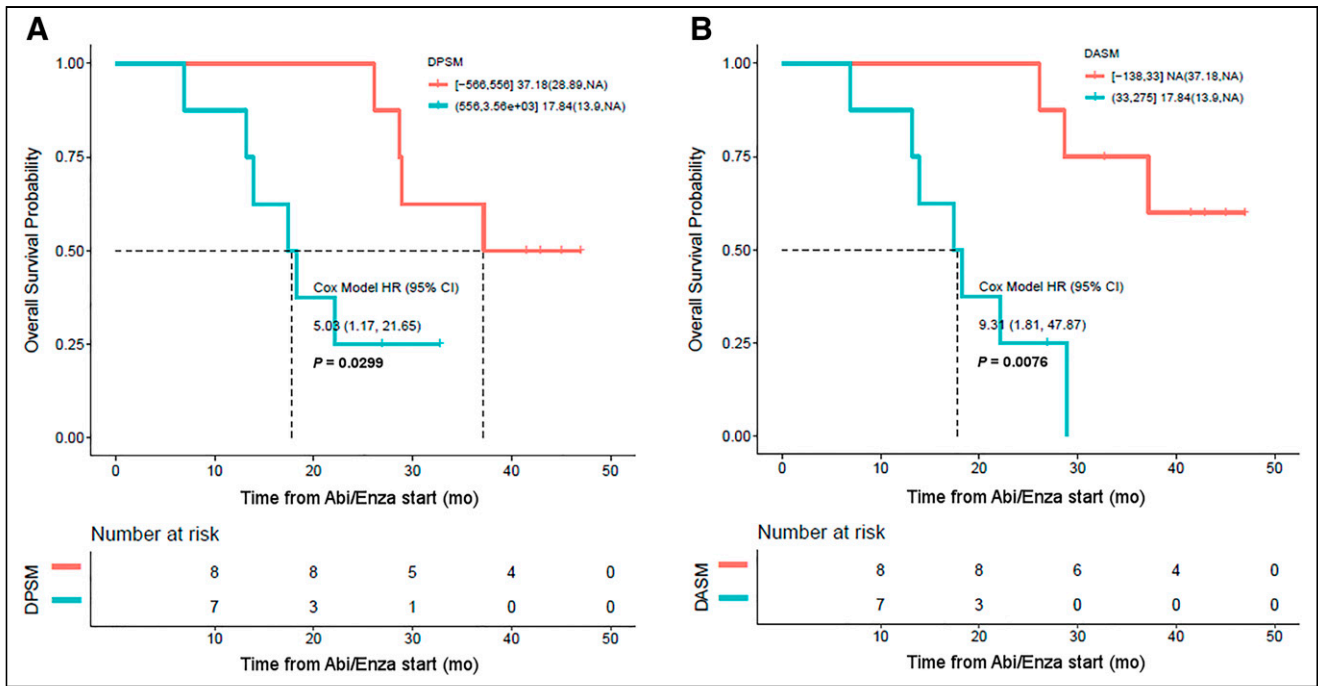 A
DPSM
[−566,556] 37.18(28.89,NA)
(556,3.56e+03] 17.84(13.9,NA)
Overall Survival Probability
1.00
0.75
0.50
0.25
0.00
Cox Model HR (95% CI)
5.03 (1.17, 21.65)
P = 0.0299
0 10 20 30 40 50
Time from Abi/Enza start (mo)
Number at risk
DPSM
8 8 5 4 0
7 3 1 0 0
10 20 30 40 50
Time from Abi/Enza start (mo)
B
DASM
[−138,33] NA(37.18,NA)
(33,275] 17.84(13.9,NA)
Overall Survival Probability
1.00
0.75
0.50
0.25
0.00
Cox Model HR (95% CI)
9.31 (1.81, 47.87)
P = 0.0076
0 10 20 30 40 50
Time from Abi/Enza start (mo)
Number at risk
DASM
8 8 6 4 0
7 3 0 0 0
10 20 30 40 50
Time from Abi/Enza start (mo)